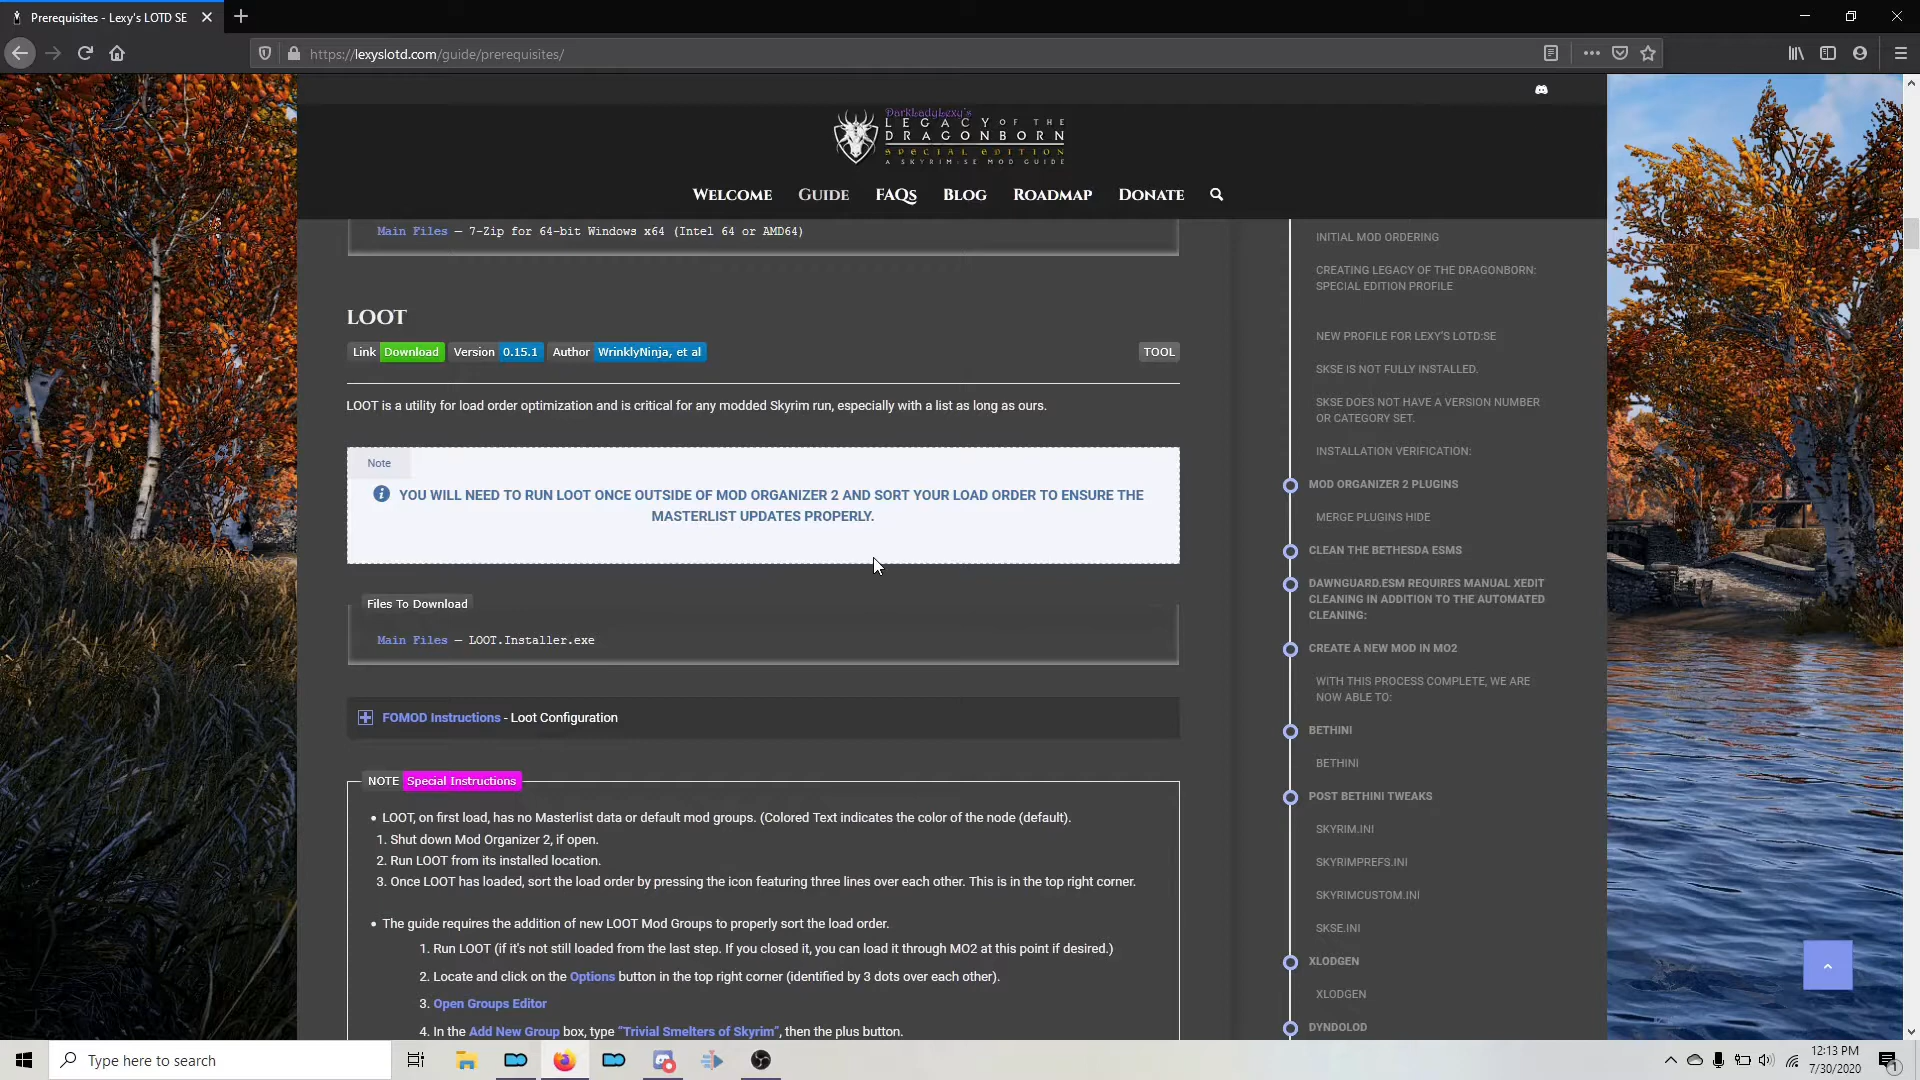 Prerequisites - Lexy's LOTD SE
https://lexyslotd.com/guide/prerequisites/
DarkLadyLexy's
LEGACY OF THE
DRAGONBORN
SPECIAL EDITION
A SKYRIM:SE MOD GUIDE
Welcome Guide FAQs Blog Roadmap Donate
Main Files – 7-Zip for 64-bit Windows x64 (Intel 64 or AMD64)
LOOT
Link Download Version 0.15.1 Author WrinklyNinja, et al TOOL
LOOT is a utility for load order optimization and is critical for any modded Skyrim run, especially with a list as long as ours.
Note
YOU WILL NEED TO RUN LOOT ONCE OUTSIDE OF MOD ORGANIZER 2 AND SORT YOUR LOAD ORDER TO ENSURE THE
MASTERLIST UPDATES PROPERLY.
Files To Download
Main Files – LOOT.Installer.exe
FOMOD Instructions - Loot Configuration
NOTE Special Instructions
• LOOT, on first load, has no Masterlist data or default mod groups. (Colored Text indicates the color of the node (default).
1. Shut down Mod Organizer 2, if open.
2. Run LOOT from its installed location.
3. Once LOOT has loaded, sort the load order by pressing the icon featuring three lines over each other. This is in the top right corner.
• The guide requires the addition of new LOOT Mod Groups to properly sort the load order.
1. Run LOOT (if it's not still loaded from the last step. If you closed it, you can load it through MO2 at this point if desired.)
2. Locate and click on the Options button in the top right corner (identified by 3 dots over each other).
3. Open Groups Editor
4. In the Add New Group box, type “Trivial Smelters of Skyrim”, then the plus button.
INITIAL MOD ORDERING
CREATING LEGACY OF THE DRAGONBORN:
SPECIAL EDITION PROFILE
NEW PROFILE FOR LEXY'S LOTD:SE
SKSE IS NOT FULLY INSTALLED.
SKSE DOES NOT HAVE A VERSION NUMBER
OR CATEGORY SET.
INSTALLATION VERIFICATION:
MOD ORGANIZER 2 PLUGINS
MERGE PLUGINS HIDE
CLEAN THE BETHESDA ESMS
DAWNGUARD.ESM REQUIRES MANUAL XEDIT
CLEANING IN ADDITION TO THE AUTOMATED
CLEANING:
CREATE A NEW MOD IN MO2
WITH THIS PROCESS COMPLETE, WE ARE
NOW ABLE TO:
BETHINI
BETHINI
POST BETHINI TWEAKS
SKYRIM.INI
SKYRIMPREFS.INI
SKYRIMCUSTOM.INI
SKSE.INI
XLODGEN
XLODGEN
DYNDOLOD
Type here to search
12:13 PM
7/30/2020
1